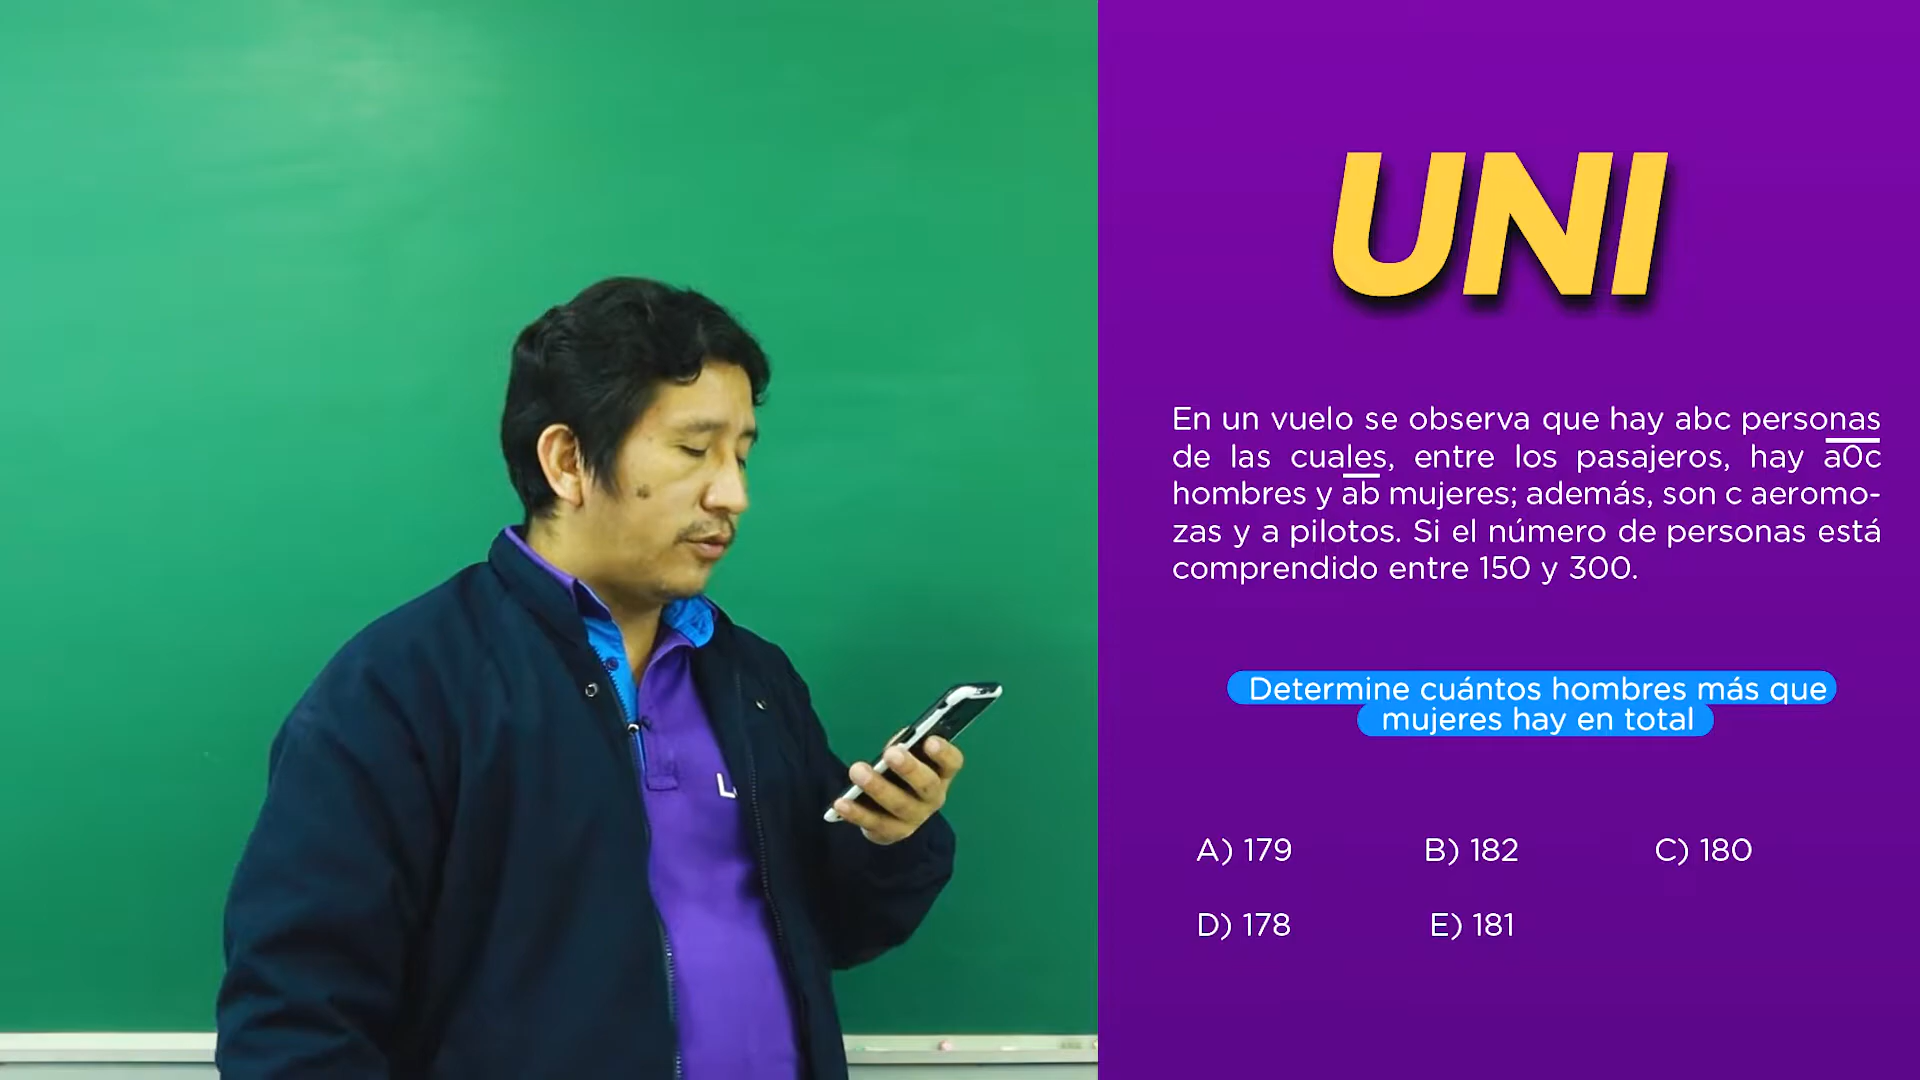 UNI
En un vuelo se observa que hay abc personas
de las cuales, entre los pasajeros, hay a0c
hombres y ab mujeres; además, son c aeromo-
zas y a pilotos. Si el número de personas está
comprendido entre 150 y 300.
Determine cuántos hombres más que
mujeres hay en total
A) 179 B) 182 C) 180
D) 178 E) 181